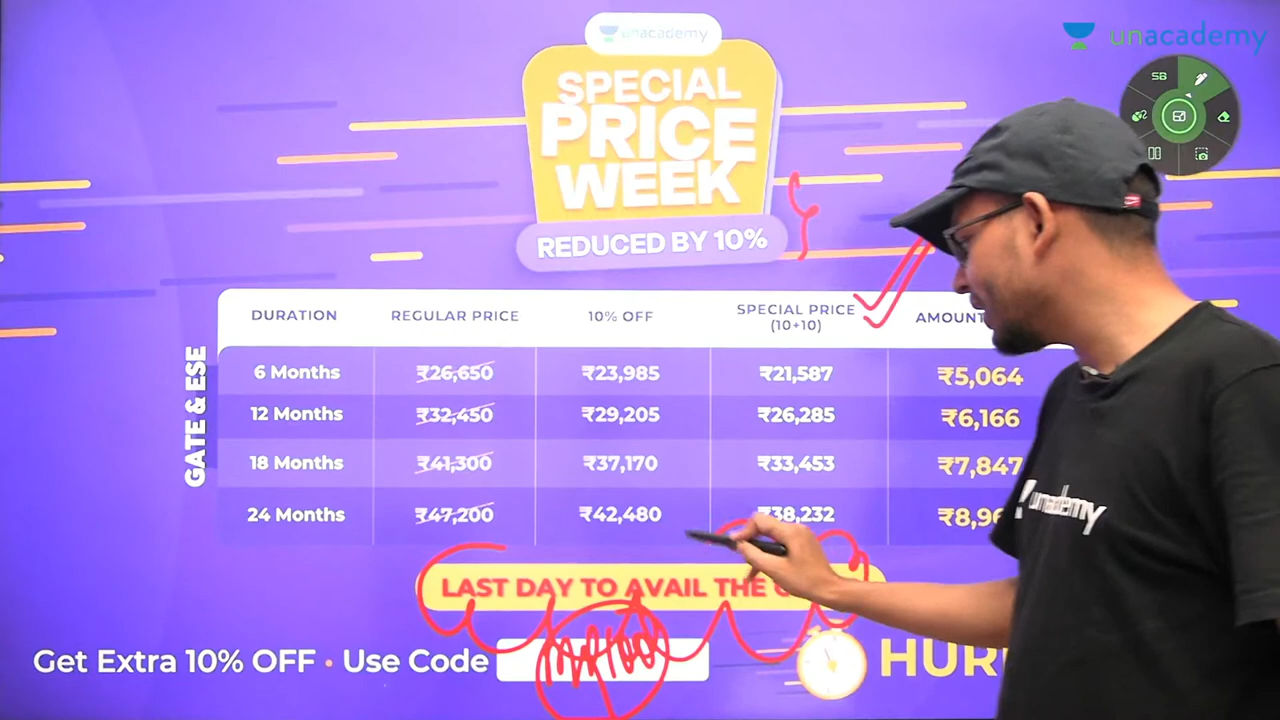 unacademy
unacademy
SPECIAL
PRICE
WEEK
REDUCED BY 10%
SB
DURATION REGULAR PRICE 10% OFF SPECIAL PRICE (10+10) AMOUNT
GATE & ESE
6 Months ₹26,650 ₹23,985 ₹21,587 ₹5,064
12 Months ₹32,450 ₹29,205 ₹26,285 ₹6,166
18 Months ₹41,300 ₹37,170 ₹33,453 ₹7,847
24 Months ₹47,200 ₹42,480 ₹38,232
unacademy
LAST DAY TO AVAIL THE
Get Extra 10% OFF • Use Code